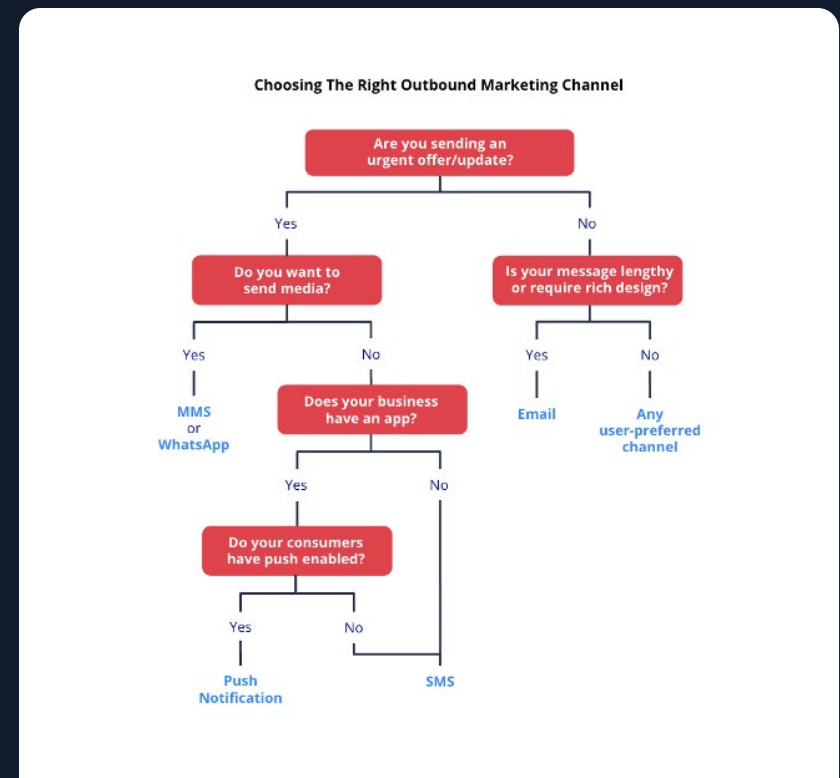 Choosing The Right Outbound Marketing Channel
Are you sending an
urgent offer/update?
Yes
No
Do you want to
send media?
Is your message lengthy
or require rich design?
Yes
No
Yes
No
MMS
or
WhatsApp
Does your business
have an app?
Email
Any
user-preferred
channel
Yes
No
Do your consumers
have push enabled?
Yes
No
Push
Notification
SMS